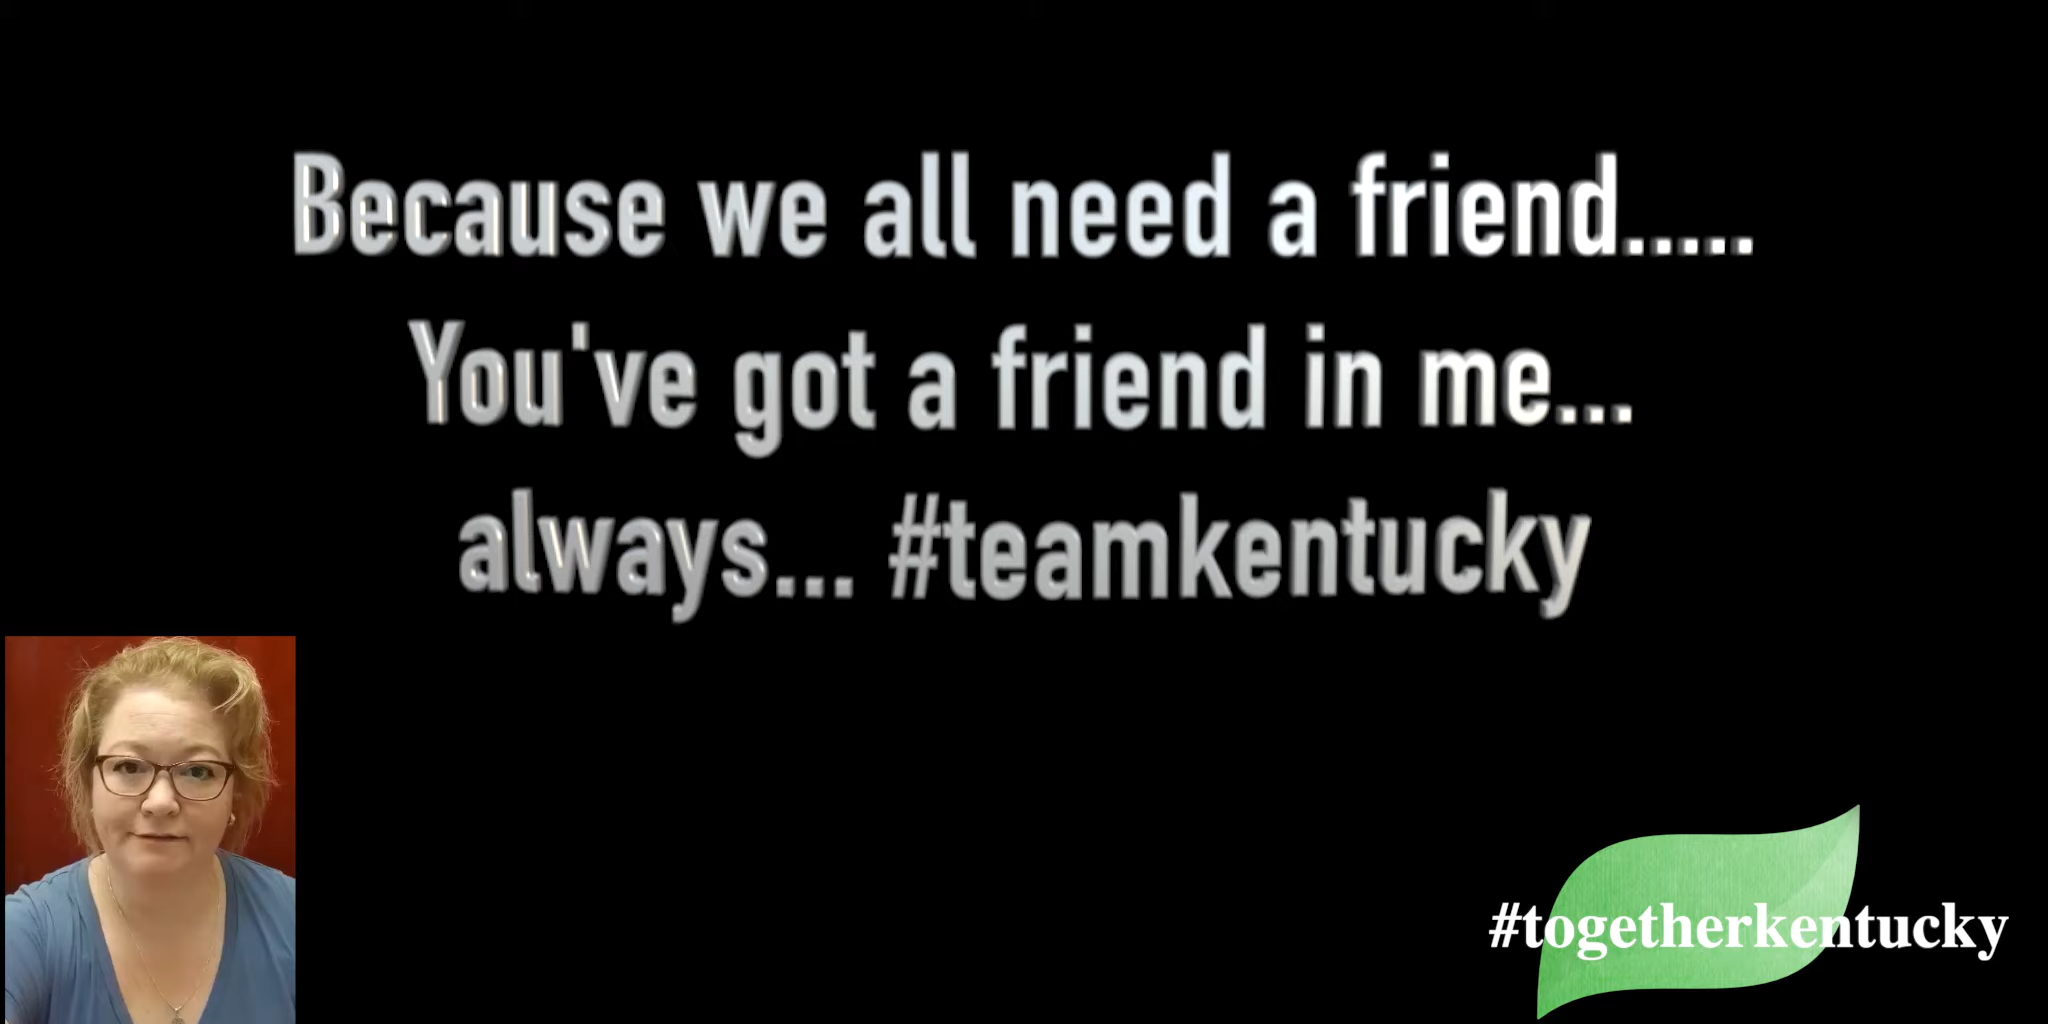 Because we all need a friend.....
You've got a friend in me...
always... #teamkentucky
#togetherkentucky